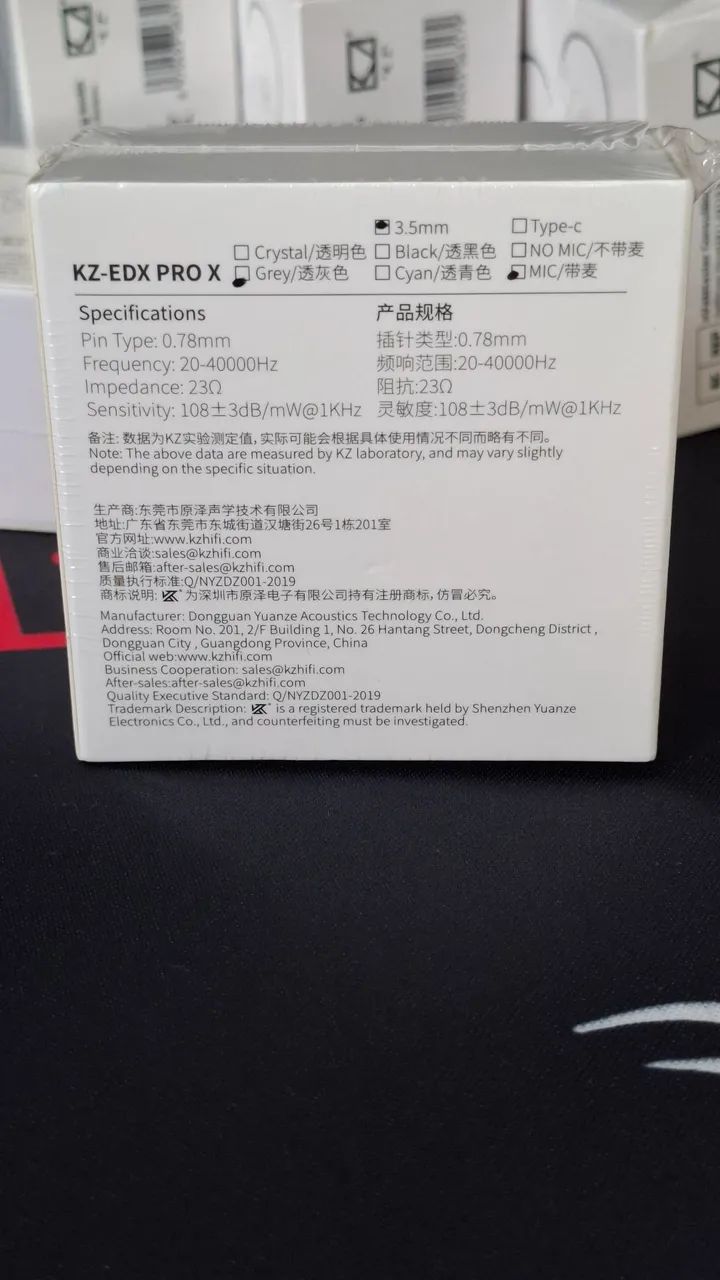 3.5mm □Type-c
□Crystal/透明色 □Black/透黑色 □NO MIC/不带麦
KZ-EDX PRO X Grey/透灰色 □Cyan/透青色 MIC/带麦
Specifications 产品规格
Pin Type: 0.78mm 插针类型:0.78mm
Frequency: 20-40000Hz 频响范围:20-40000Hz
Impedance: 23Ω 阻抗:23Ω
Sensitivity: 108±3dB/mW@1KHz 灵敏度:108±3dB/mW@1KHz
备注: 数据为KZ实验测定值, 实际可能会根据具体使用情况不同而略有不同。
Note: The above data are measured by KZ laboratory, and may vary slightly
depending on the specific situation.
生产商:东莞市原泽声学技术有限公司
地址:广东省东莞市东城街道汉塘街26号1栋201室
官方网址:www.kzhifi.com
商业洽谈:sales@kzhifi.com
售后邮箱:after-sales@kzhifi.com
质量执行标准:Q/NYZDZ001-2019
商标说明: KZ 为深圳市原泽电子有限公司持有注册商标, 仿冒必究。
Manufacturer: Dongguan Yuanze Acoustics Technology Co., Ltd.
Address: Room No. 201, 2/F Building 1, No. 26 Hantang Street, Dongcheng District ,
Dongguan City , Guangdong Province, China
Official web:www.kzhifi.com
Business Cooperation: sales@kzhifi.com
After-sales:after-sales@kzhifi.com
Quality Executive Standard: Q/NYZDZ001-2019
Trademark Description: KZ is a registered trademark held by Shenzhen Yuanze
Electronics Co., Ltd., and counterfeiting must be investigated.